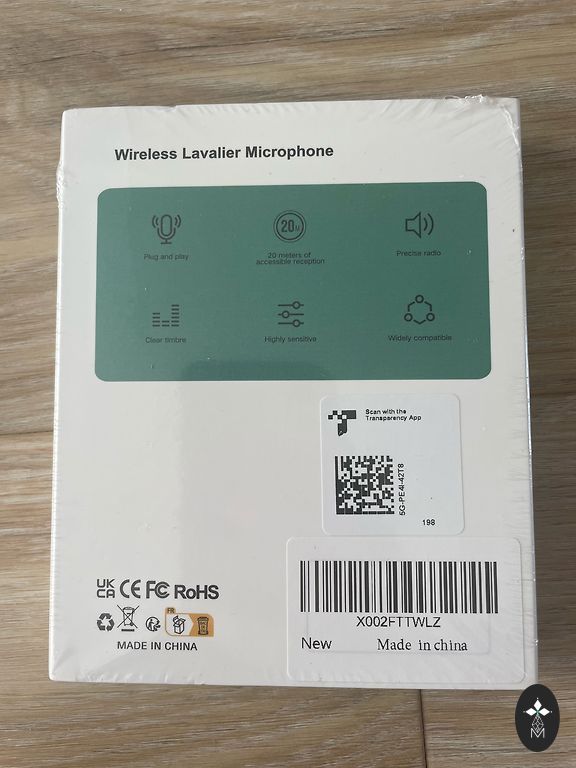 Wireless Lavalier Microphone
Plug and play
20M
20 meters of
accessible reception
Precise radio
Clear timbre
Highly sensitive
Widely compatible
Scan with the
Transparency App
5G-PE4I-42T8
198
UK
CA CE FC RoHS
FR
MADE IN CHINA
X002FTTWLZ
New Made in china
M